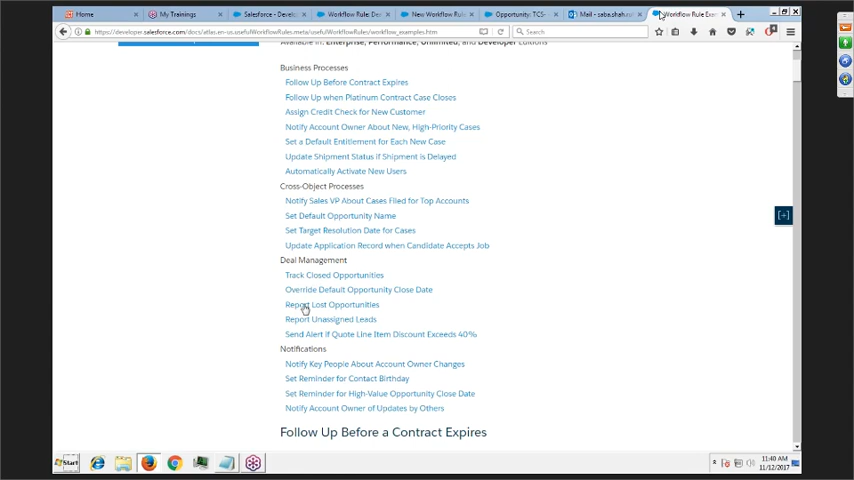 Home
My Trainings
Salesforce - Develo
Workflow Rule: De
New Workflow Rul
Opportunity: TCS-
Mail - saba.shah
Workflow Rule Exam
https://developer.salesforce.com/docs/atlas.en-us.usefulWorkflowRules.meta/usefulWorkflowRules/workflow_examples.htm
Search
Available in: Enterprise, Performance, Unlimited, and Developer Editions
Business Processes
Follow Up Before Contract Expires
Follow Up when Platinum Contract Case Closes
Assign Credit Check for New Customer
Notify Account Owner About New, High-Priority Cases
Set a Default Entitlement for Each New Case
Update Shipment Status if Shipment is Delayed
Automatically Activate New Users
Cross-Object Processes
Notify Sales VP About Cases Filed for Top Accounts
Set Default Opportunity Name
Set Target Resolution Date for Cases
Update Application Record when Candidate Accepts Job
Deal Management
Track Closed Opportunities
Override Default Opportunity Close Date
Report Lost Opportunities
Report Unassigned Leads
Send Alert if Quote Line Item Discount Exceeds 40%
Notifications
Notify Key People About Account Owner Changes
Set Reminder for Contact Birthday
Set Reminder for High-Value Opportunity Close Date
Notify Account Owner of Updates by Others
Follow Up Before a Contract Expires
[+]
Start
11:40 AM
11/12/2017